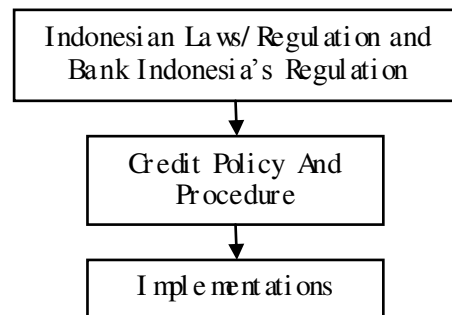 Indonesian Laws/Regulation and
Bank Indonesia's Regulation
Credit Policy And
Procedure
Implementations